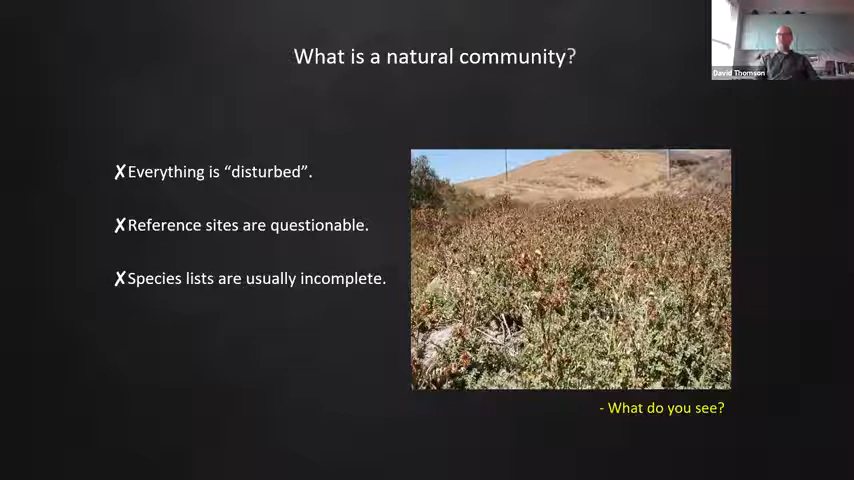 What is a natural community?
David Thomson
✗Everything is “disturbed”.
✗Reference sites are questionable.
✗Species lists are usually incomplete.
- What do you see?